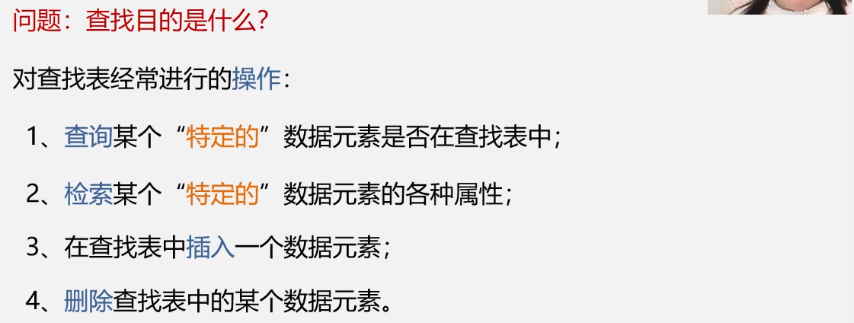 问题：查找目的是什么？
对查找表经常进行的操作：
1、查询某个“特定的”数据元素是否在查找表中；
2、检索某个“特定的”数据元素的各种属性；
3、在查找表中插入一个数据元素；
4、删除查找表中的某个数据元素。